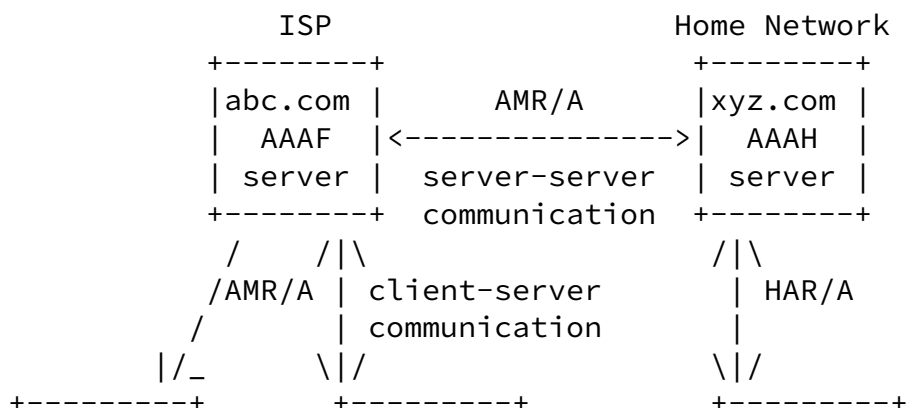 ISP                    Home Network
             +--------+                  +--------+
             |abc.com |      AMR/A       |xyz.com |
             |  AAAF  |<--------------->|  AAAH  |
             | server |  server-server   | server |
             +--------+  communication   +--------+
              /     /|\                   /|\
             /AMR/A  | client-server       | HAR/A
            /        | communication       |
          |/_       \|/                   \|/
  +---------+        +---------+           +---------+